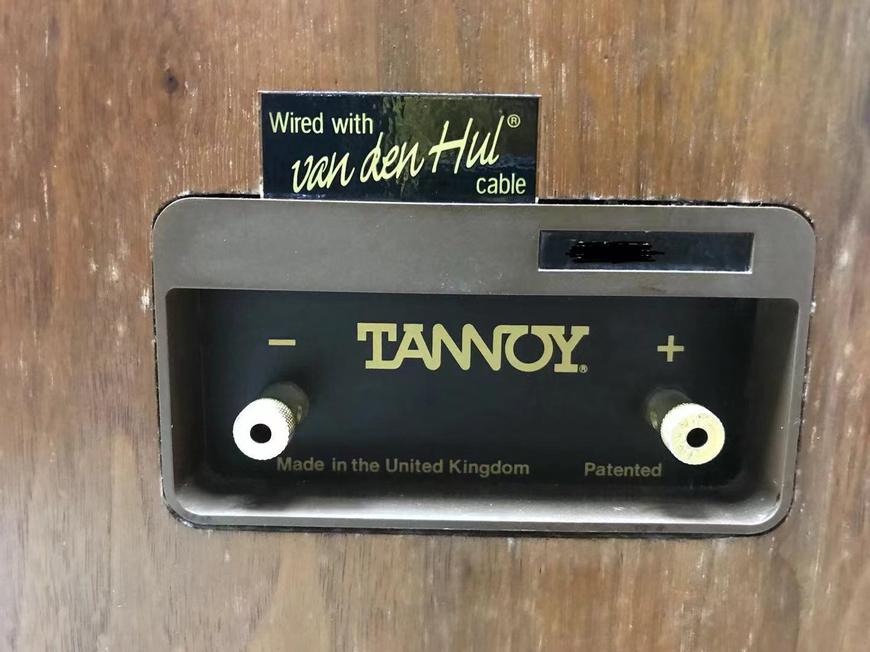 Wired with
van den Hul®
cable
− TANNOY® +
Made in the United Kingdom Patented